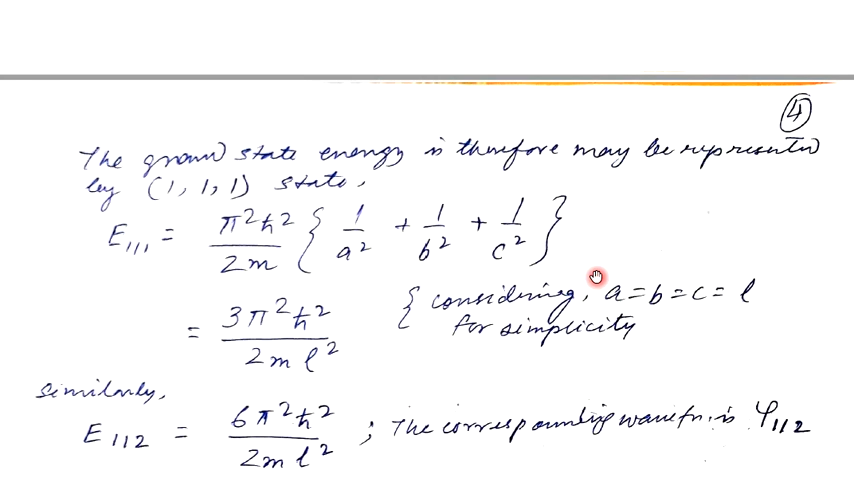 4
The ground state energy is therefore may be represented
by (1, 1, 1) state,
E₁₁₁ = π²ħ²/2m { 1/a² + 1/b² + 1/c² }
= 3π²ħ²/2ml² { considering, a = b = c = l
for simplicity
Similarly,
E₁₁₂ = 6π²ħ²/2ml² ; The corresponding wavefn. is Ψ₁₁₂